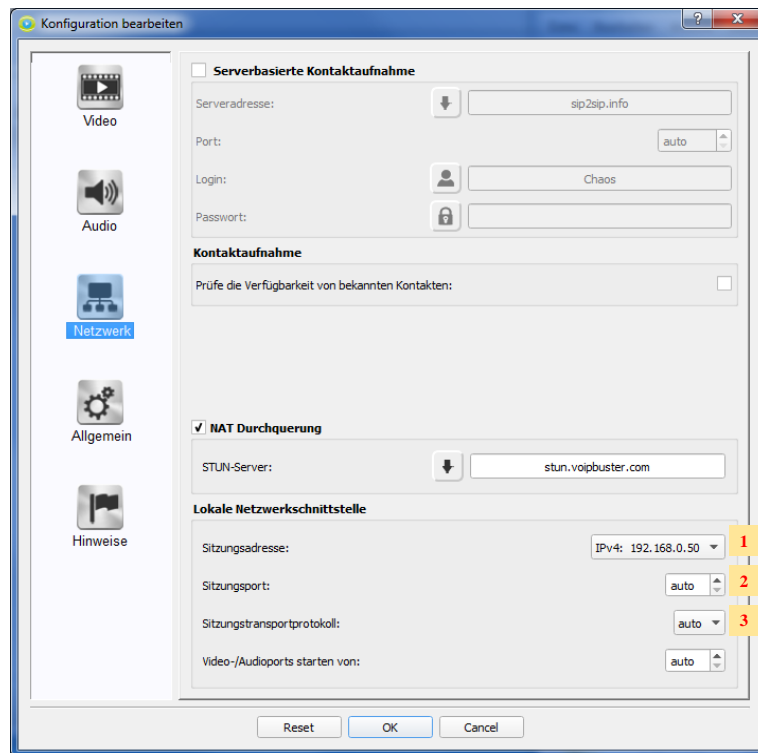 Konfiguration bearbeiten
?
X
Video
Audio
Netzwerk
Allgemein
Hinweise
Serverbasierte Kontaktaufnahme
Serveradresse: sip2sip.info
Port: auto
Login: Chaos
Passwort:
Kontaktaufnahme
Prüfe die Verfügbarkeit von bekannten Kontakten:
NAT Durchquerung
STUN-Server: stun.voipbuster.com
Lokale Netzwerkschnittstelle
Sitzungsadresse: IPv4: 192.168.0.50 1
Sitzungsport: auto 2
Sitzungstransportprotokoll: auto 3
Video-/Audioports starten von: auto
Reset OK Cancel